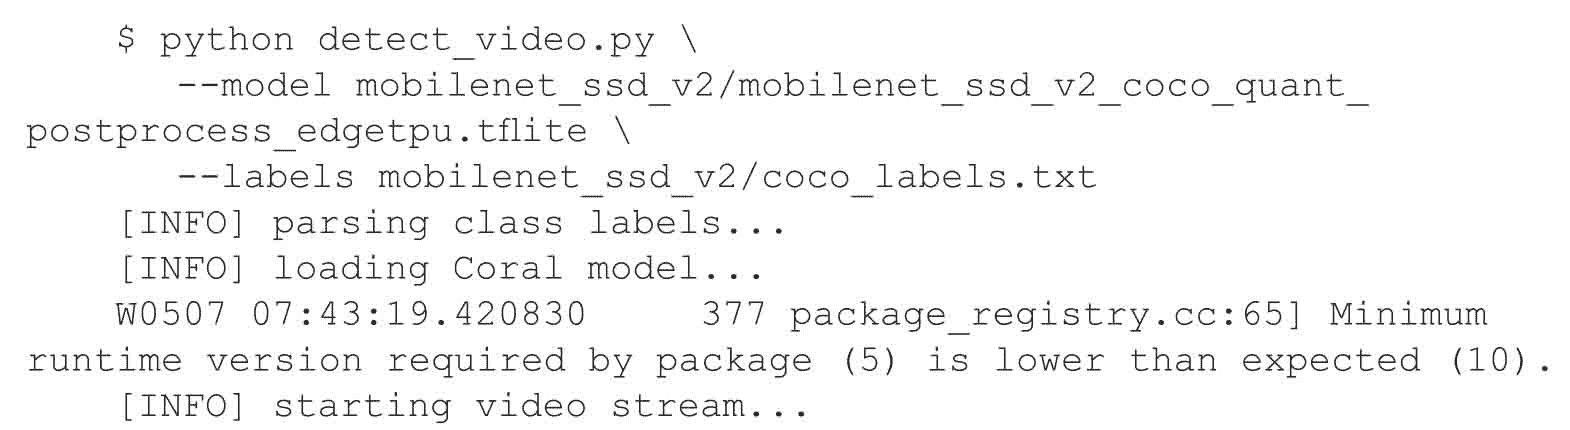 $ python detect_video.py \
--model mobilenet_ssd_v2/mobilenet_ssd_v2_coco_quant_
postprocess_edgetpu.tflite \
--labels mobilenet_ssd_v2/coco_labels.txt
[INFO] parsing class labels...
[INFO] loading Coral model...
W0507 07:43:19.420830 377 package_registry.cc:65] Minimum
runtime version required by package (5) is lower than expected (10).
[INFO] starting video stream...